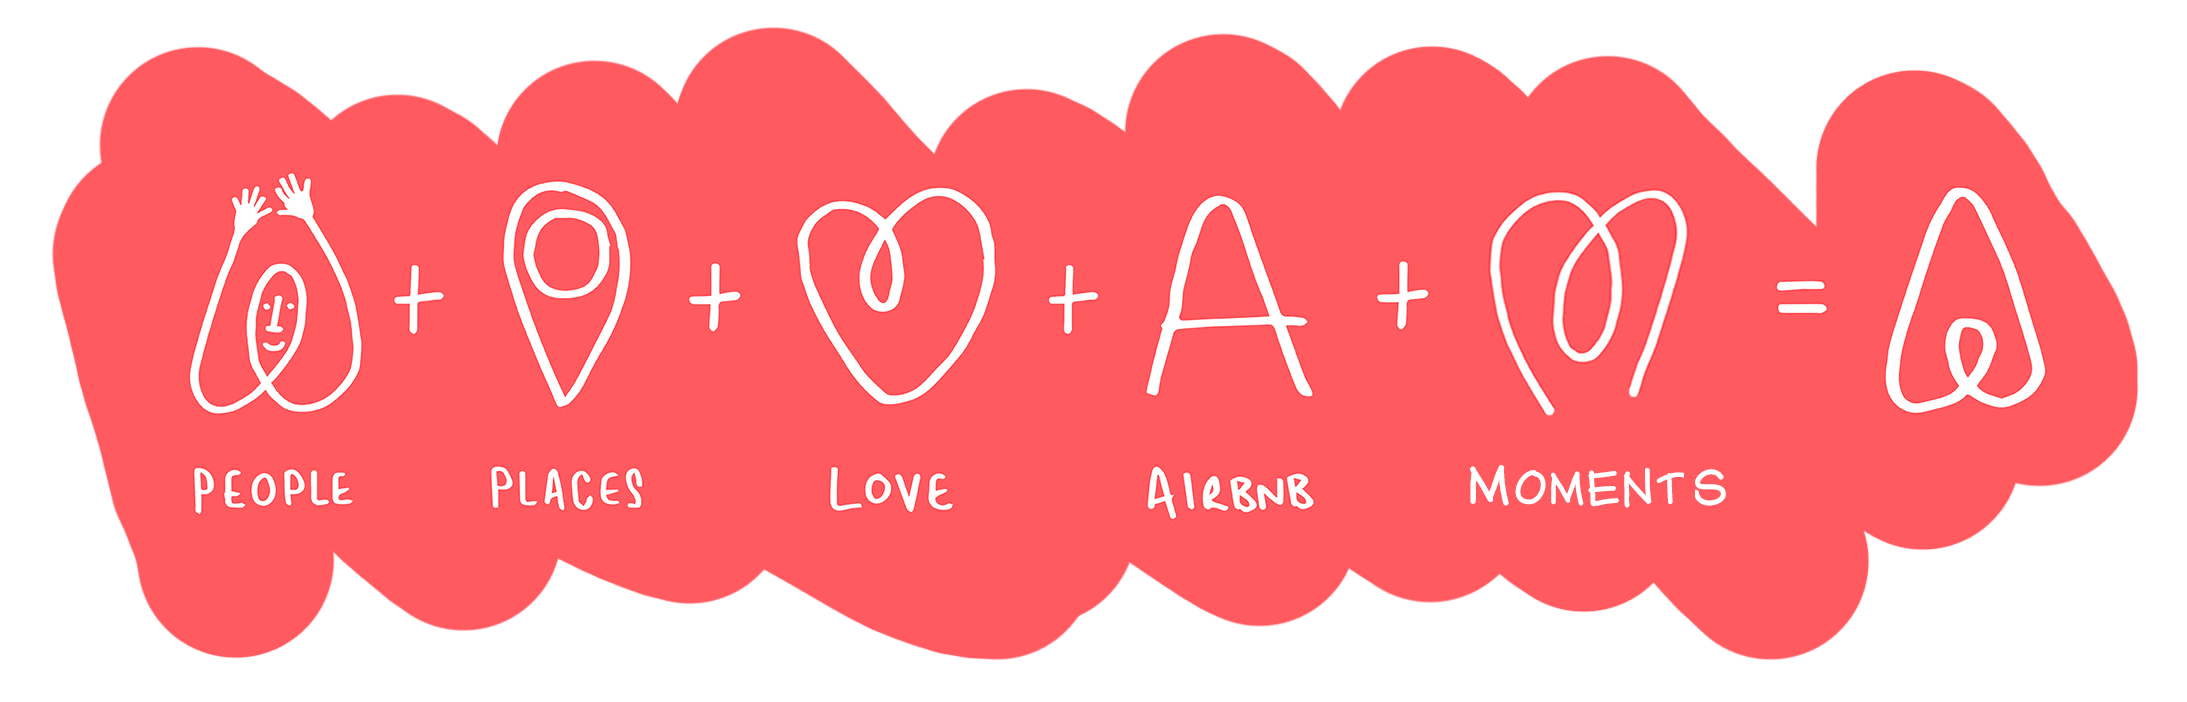 + + + + =
PEOPLE PLACES LOVE AIRBNB MOMENTS